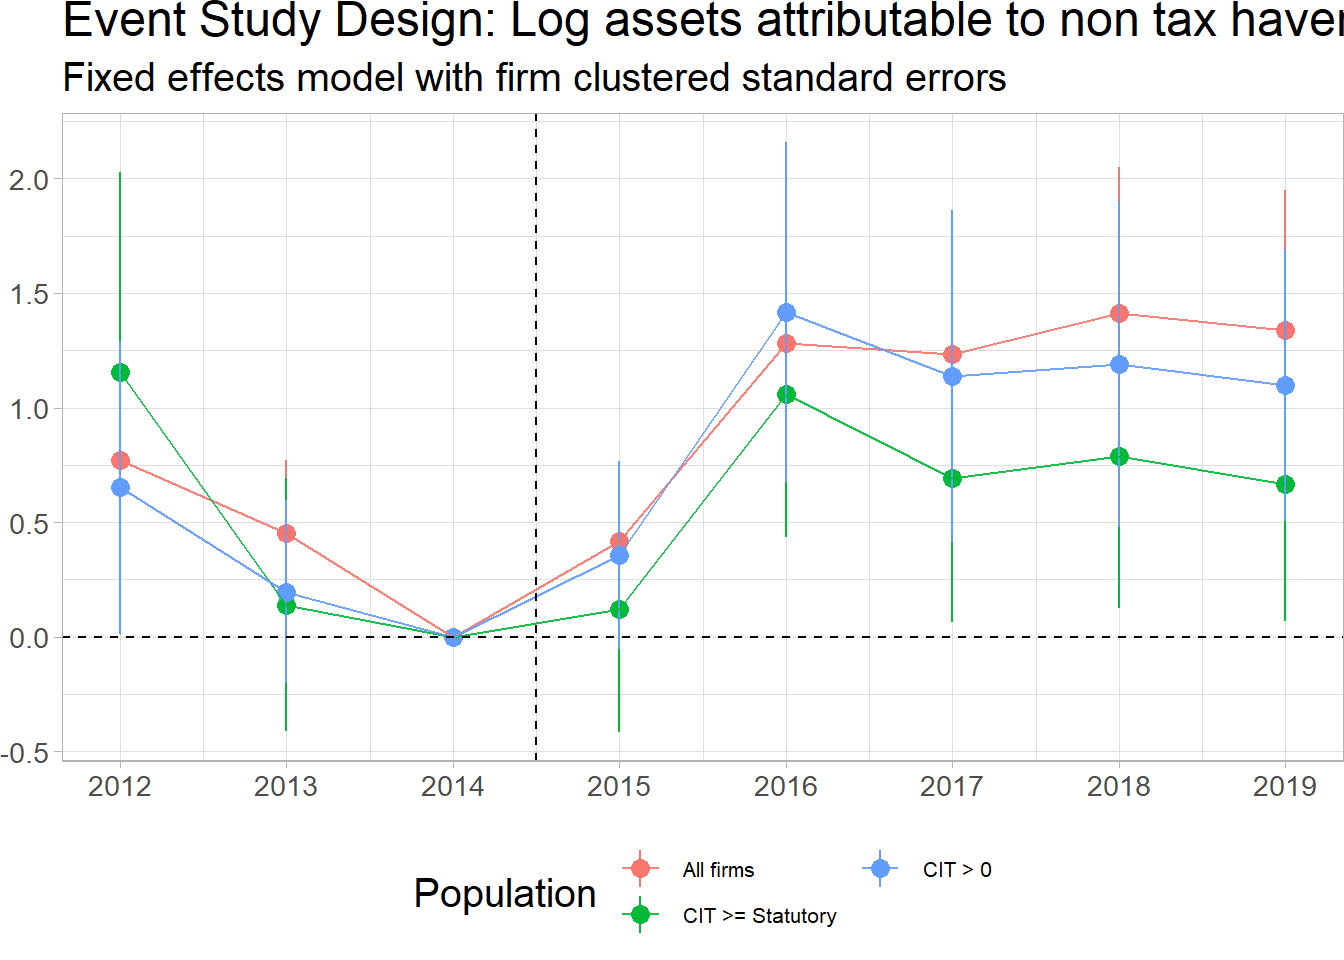 Event Study Design: Log assets attributable to non tax haven
Fixed effects model with firm clustered standard errors
2.0
1.5
1.0
0.5
0.0
-0.5
2012 2013 2014 2015 2016 2017 2018 2019
Population
All firms
CIT > 0
CIT >= Statutory